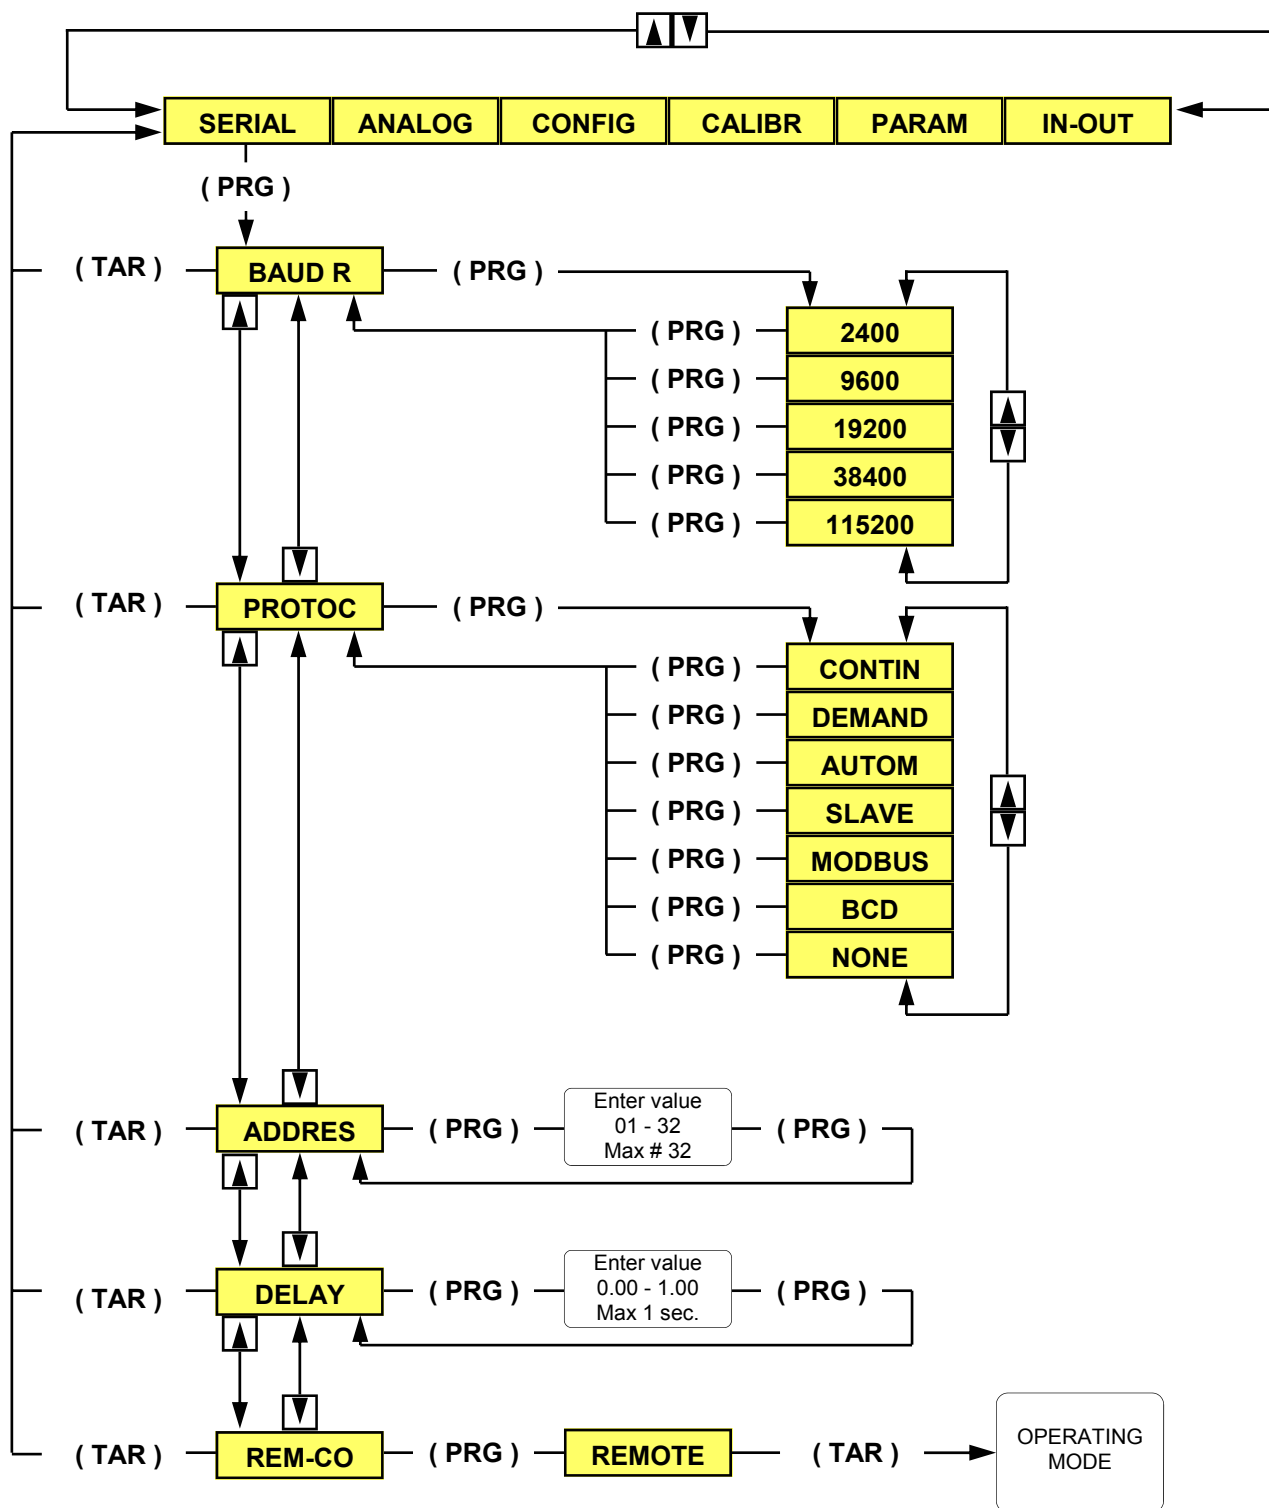 SERIAL ANALOG CONFIG CALIBR PARAM IN-OUT
( PRG )
( TAR ) BAUD R ( PRG )
( PRG ) 2400
( PRG ) 9600
( PRG ) 19200
( PRG ) 38400
( PRG ) 115200
( TAR ) PROTOC ( PRG )
( PRG ) CONTIN
( PRG ) DEMAND
( PRG ) AUTOM
( PRG ) SLAVE
( PRG ) MODBUS
( PRG ) BCD
( PRG ) NONE
( TAR ) ADDRES ( PRG )
Enter value
01 - 32
Max # 32
( PRG )
( TAR ) DELAY ( PRG )
Enter value
0.00 - 1.00
Max 1 sec.
( PRG )
( TAR ) REM-CO ( PRG ) REMOTE ( TAR )
OPERATING
MODE